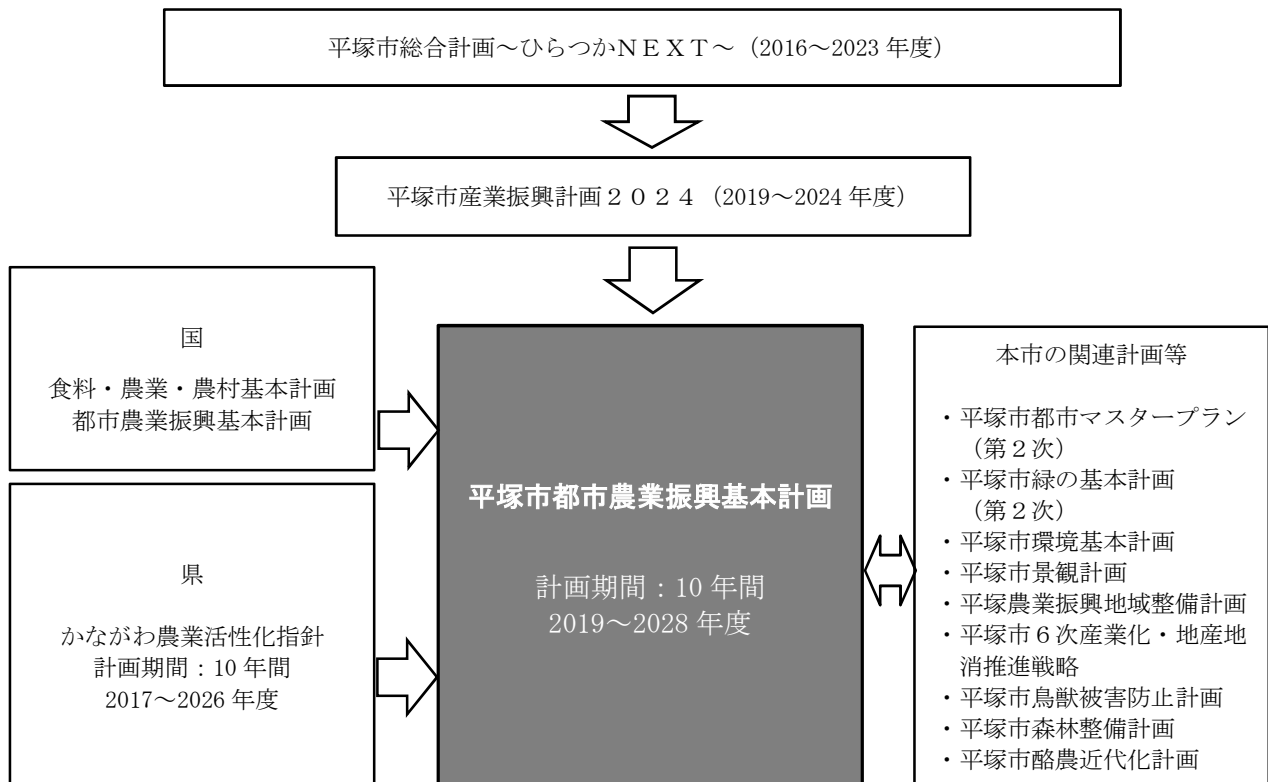 平塚市総合計画～ひらつかＮＥＸＴ～（2016～2023 年度）
平塚市産業振興計画２０２４（2019～2024 年度）
国
食料・農業・農村基本計画
都市農業振興基本計画
県
かながわ農業活性化指針
計画期間：10 年間
2017～2026 年度
平塚市都市農業振興基本計画
計画期間：10 年間
2019～2028 年度
本市の関連計画等
・平塚市都市マスタープラン
（第２次）
・平塚市緑の基本計画
（第２次）
・平塚市環境基本計画
・平塚市景観計画
・平塚農業振興地域整備計画
・平塚市６次産業化・地産地
消推進戦略
・平塚市鳥獣被害防止計画
・平塚市森林整備計画
・平塚市酪農近代化計画